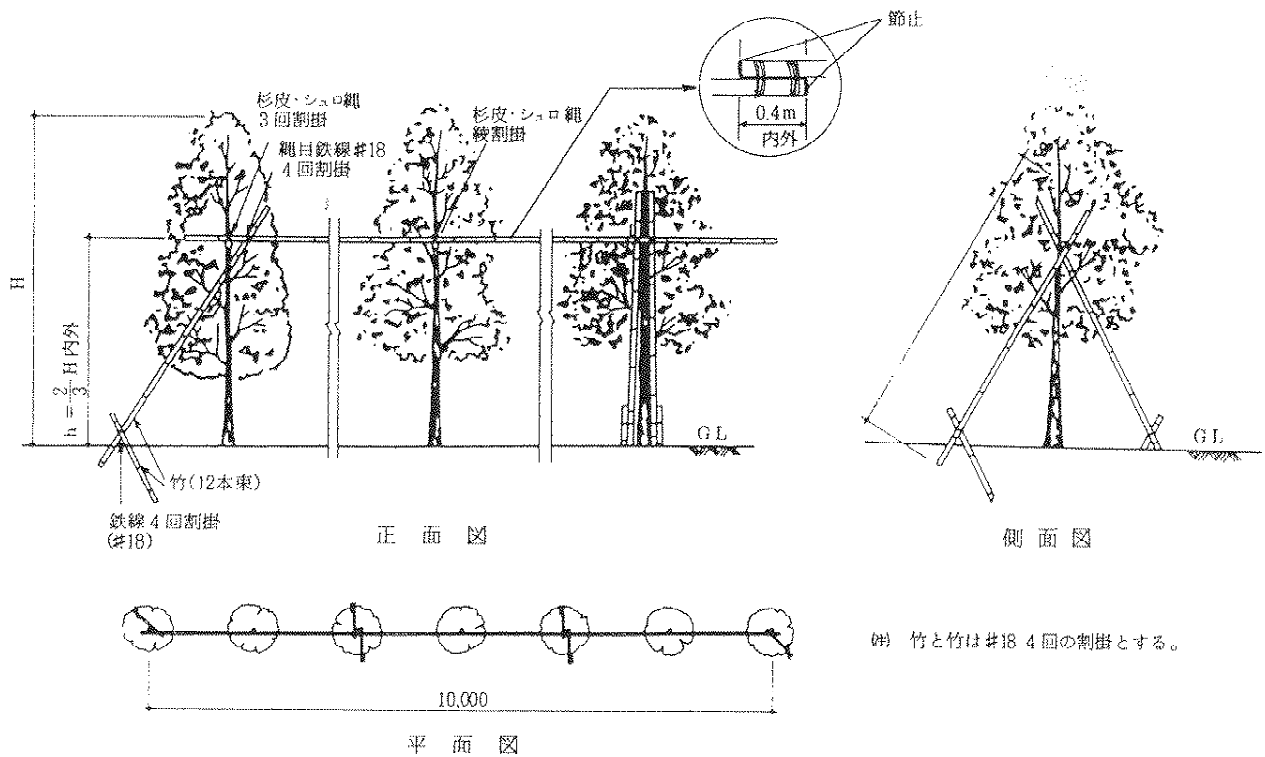 節止
0.4m
内外
杉皮・シュロ縄
3回割掛
縄目鉄線#18
4回割掛
杉皮・シュロ縄
綾割掛
H
h = 2/3 H 内外
GL
竹(12本束)
鉄線4回割掛
(#18)
正面図
GL
側面図
10,000
平面図
㊟ 竹と竹は#18 4回の割掛とする。